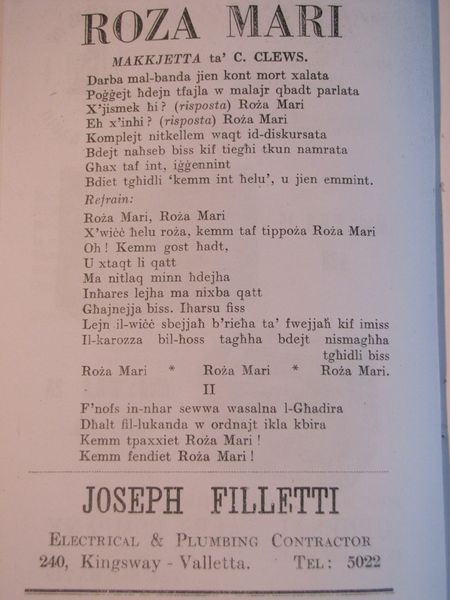 ROZA MARI
MAKKJETTA ta' C. CLEWS.
Darba mal-banda jien kont mort xalata
Poġġejt ħdejn tfajla w malajr qbadt parlata
X'jismek hi? (risposta) Roża Mari
Eh x'inhi? (risposta) Roża Mari
Komplejt nitkellem waqt id-diskursata
Bdejt naħseb biss kif tiegħi tkun namrata
Għax taf int, iġġennint
Bdiet tgħidli 'kemm int ħelu', u jien emmint.
Refrain:
Roża Mari, Roża Mari
X'wiċċ ħelu roża, kemm taf tippoża Roża Mari
Oh! Kemm gost ħadt,
U xtaqt li qatt
Ma nitlaq minn ħdejha
Inħares lejha ma nixba qatt
Għajnejja biss. Iħarsu fiss
Lejn il-wiċċ sbejjaħ b'rieħa ta' fwejjaħ kif imiss
Il-karozza bil-ħoss tagħha bdejt nismagħha
tgħidli biss
Roża Mari * Roża Mari * Roża Mari.
II
F'nofs in-nhar sewwa wasalna l-Għadira
Dħalt fil-lukanda w ordnajt ikla kbira
Kemm tpaxxiet Roża Mari!
Kemm fendiet Roża Mari!
JOSEPH FILLETTI
ELECTRICAL & PLUMBING CONTRACTOR
240, Kingsway - Valletta. TEL: 5022